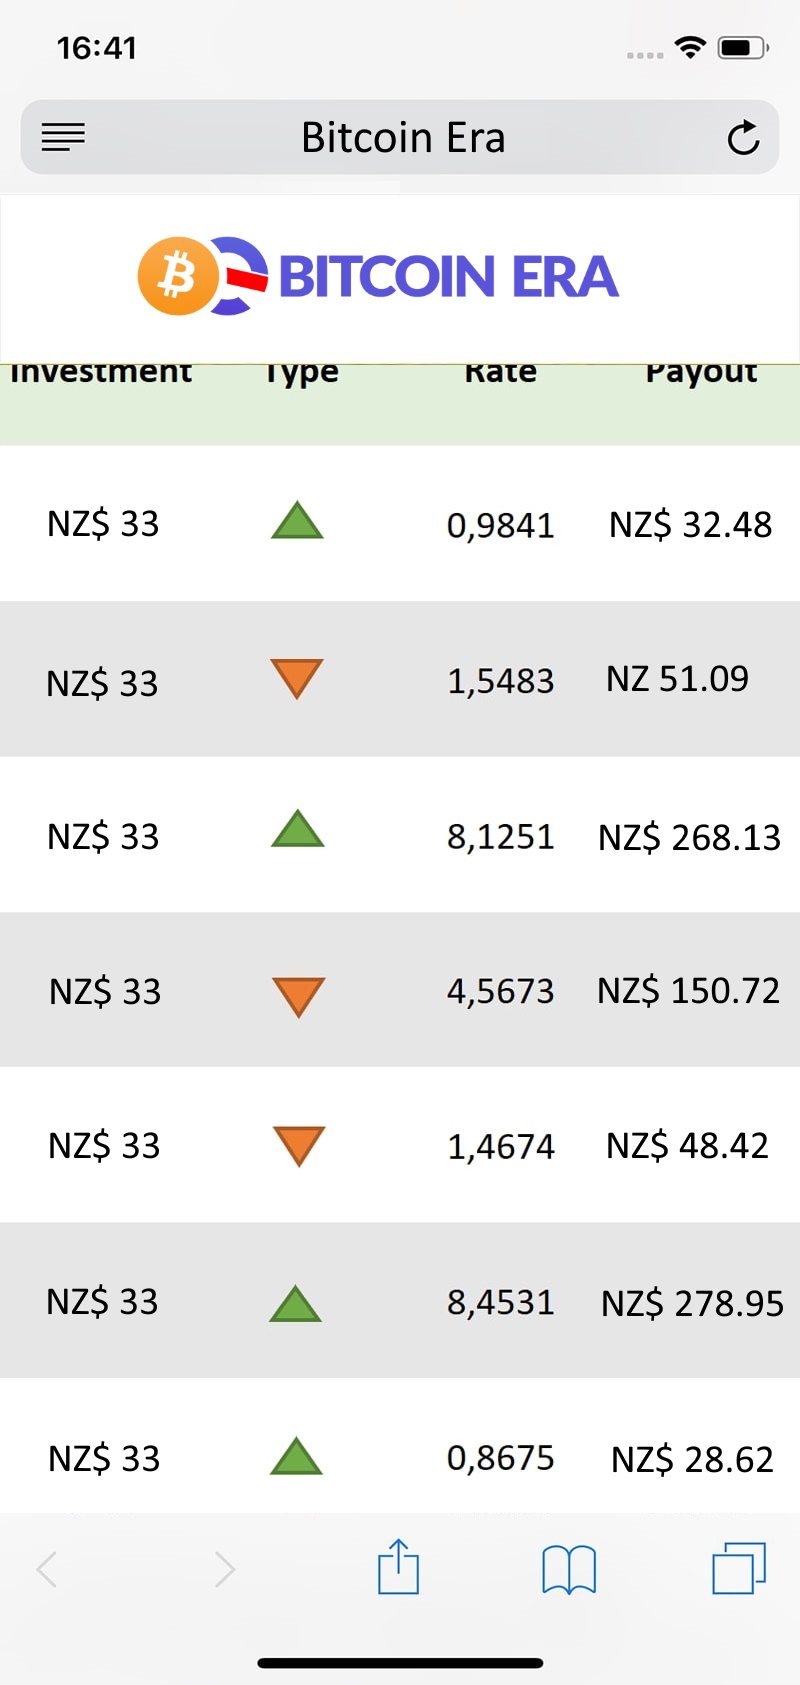 16:41
Bitcoin Era
BITCOIN ERA
Investment Type Rate Payout
NZ$ 33 0,9841 NZ$ 32.48
NZ$ 33 1,5483 NZ 51.09
NZ$ 33 8,1251 NZ$ 268.13
NZ$ 33 4,5673 NZ$ 150.72
NZ$ 33 1,4674 NZ$ 48.42
NZ$ 33 8,4531 NZ$ 278.95
NZ$ 33 0,8675 NZ$ 28.62